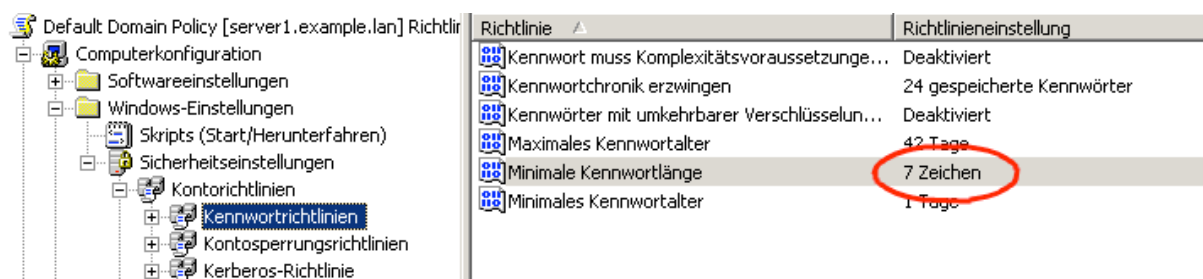 Default Domain Policy [server1.example.lan] Richtlir
Computerkonfiguration
Softwareeinstellungen
Windows-Einstellungen
Skripts (Start/Herunterfahren)
Sicherheitseinstellungen
Kontorichtlinien
Kennwortrichtlinien
Kontosperrungsrichtlinien
Kerberos-Richtlinie
Richtlinie Richtlinieneinstellung
Kennwort muss Komplexitätsvoraussetzunge... Deaktiviert
Kennwortchronik erzwingen 24 gespeicherte Kennwörter
Kennwörter mit umkehrbarer Verschlüsselun... Deaktiviert
Maximales Kennwortalter 42 Tage
Minimale Kennwortlänge 7 Zeichen
Minimales Kennwortalter 1 Tage